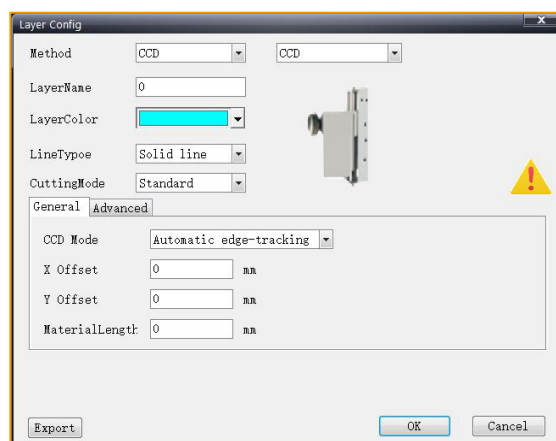 Layer Config
Method CCD CCD
LayerName 0
LayerColor
LineTypoe Solid line
CuttingMode Standard
General Advanced
CCD Mode Automatic edge-tracking
X Offset 0 mm
Y Offset 0 mm
MaterialLength 0 mm
Export OK Cancel